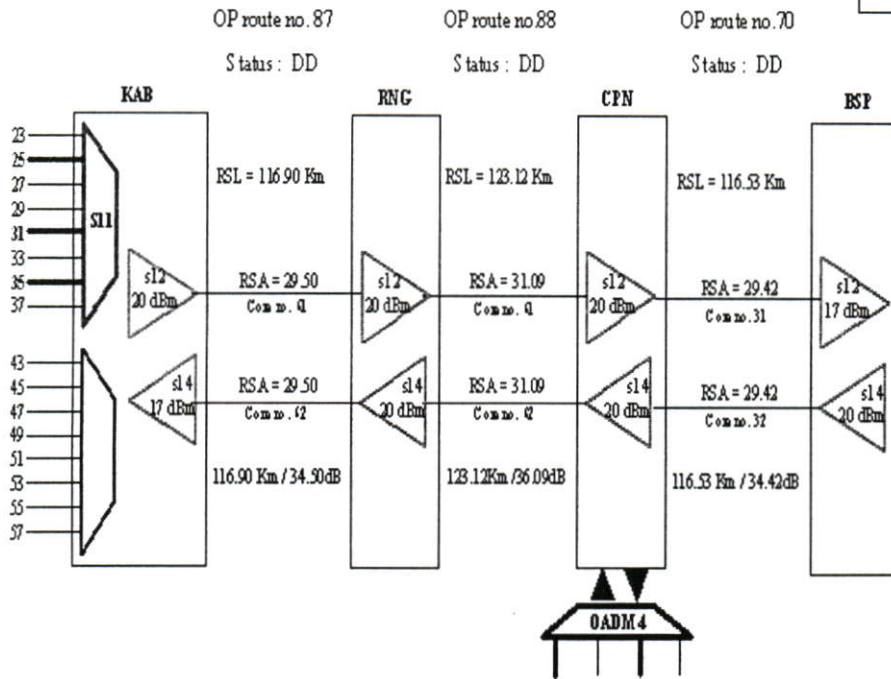 OP route no. 87 OP route no.88 OP route no.70
Status : DD Status : DD Status : DD
KAB RNG CPN BSP
23
25
27
29
31
33
35
37
S11
RSL = 116.90 Km RSL = 123.12 Km RSL = 116.53 Km
s12
20 dBm
RSA = 29.50
s12
20 dBm
RSA = 31.09
s12
20 dBm
RSA = 29.42
Com no. 31
s12
17 dBm
43
45
47
49
51
53
55
57
s14
17 dBm
RSA = 29.50
s14
20 dBm
RSA = 31.09
s14
20 dBm
RSA = 29.42
Com no. 32
s14
20 dBm
116.90 Km / 34.50dB 123.12Km /36.09dB 116.53 Km / 34.42dB
OADM 4